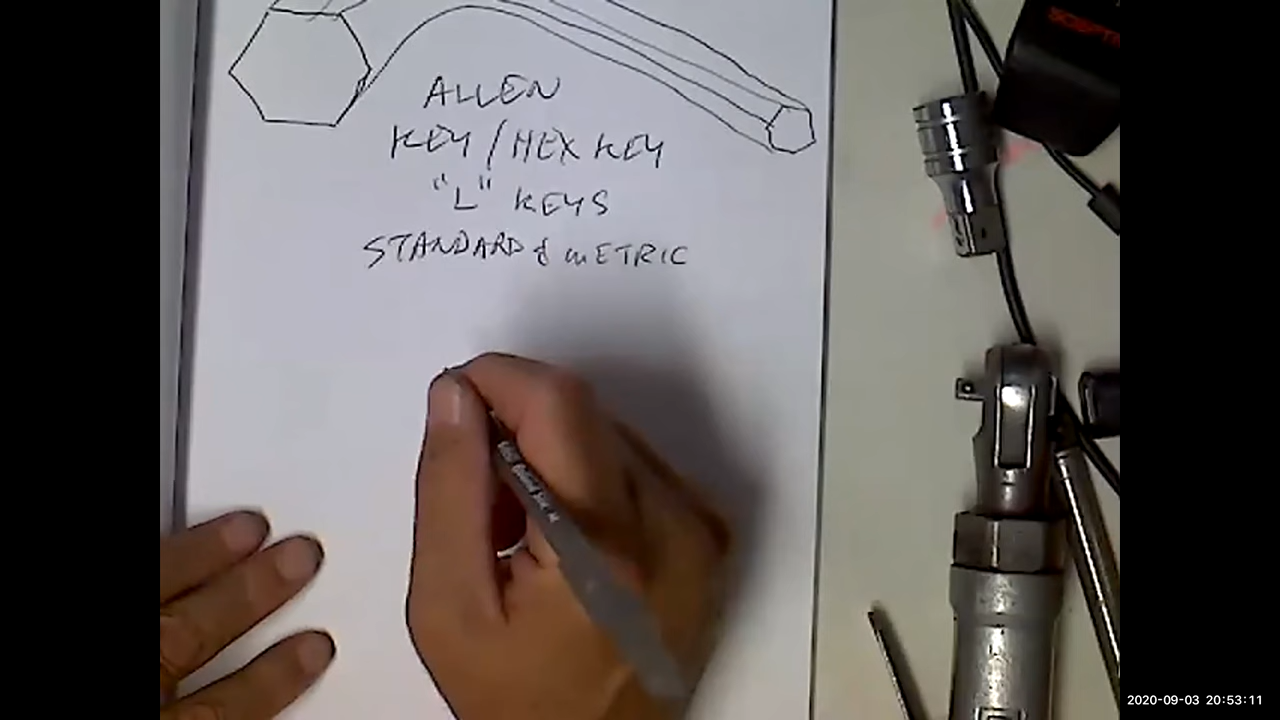 ALLEN
KEY / HEX KEY
"L" KEYS
STANDARD & METRIC
2020-09-03 20:53:11